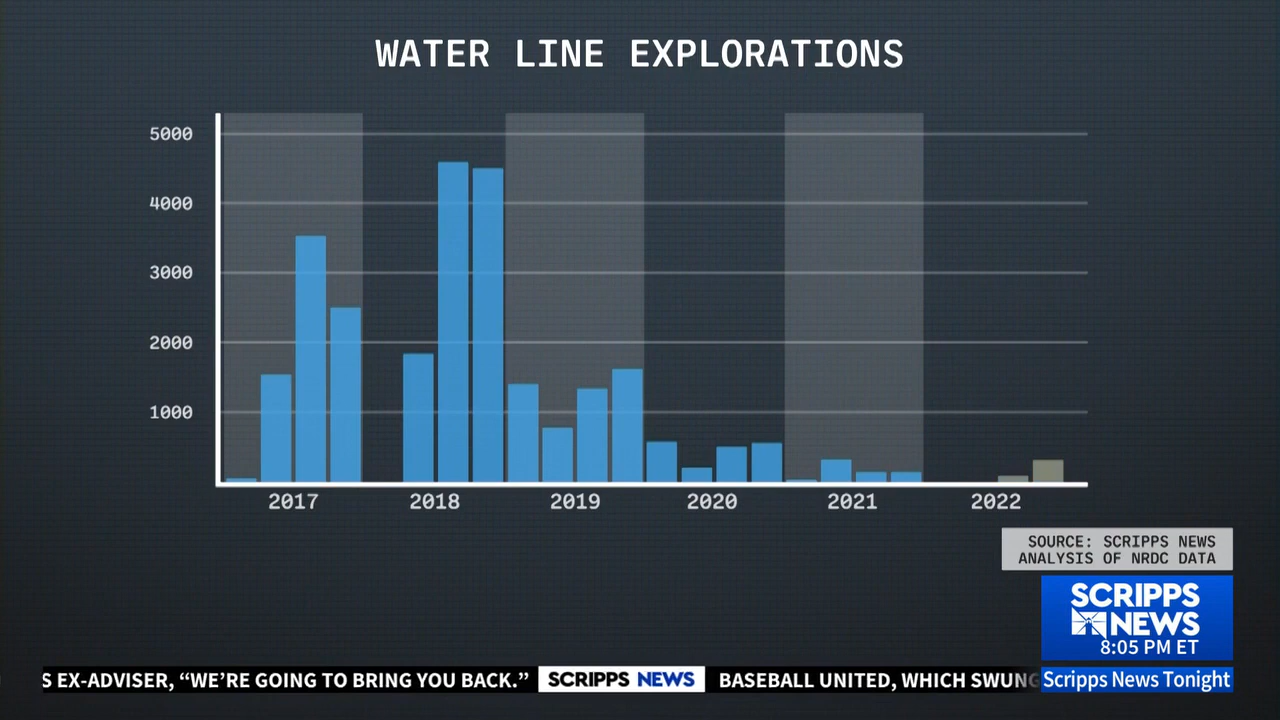 WATER LINE EXPLORATIONS
5000
4000
3000
2000
1000
2017 2018 2019 2020 2021 2022
SOURCE: SCRIPPS NEWS
ANALYSIS OF NRDC DATA
SCRIPPS
NEWS
8:05 PM ET
S EX-ADVISER, “WE’RE GOING TO BRING YOU BACK.” SCRIPPS NEWS BASEBALL UNITED, WHICH SWUNG
Scripps News Tonight